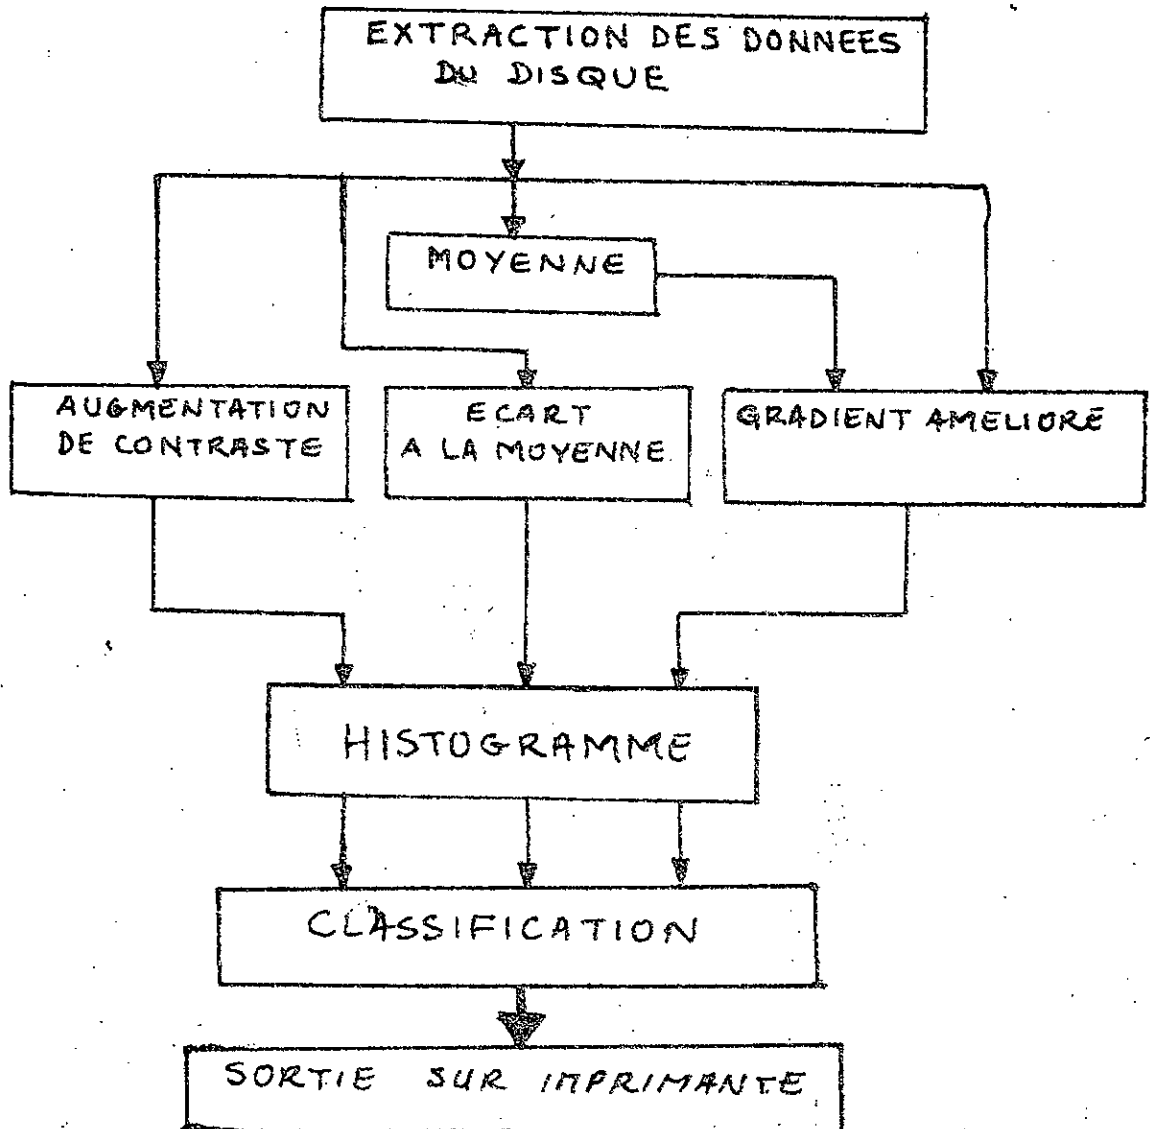 EXTRACTION DES DONNEES
DU DISQUE
MOYENNE
AUGMENTATION
DE CONTRASTE
ECART
A LA MOYENNE
GRADIENT AMELIORE
HISTOGRAMME
CLASSIFICATION
SORTIE SUR IMPRIMANTE